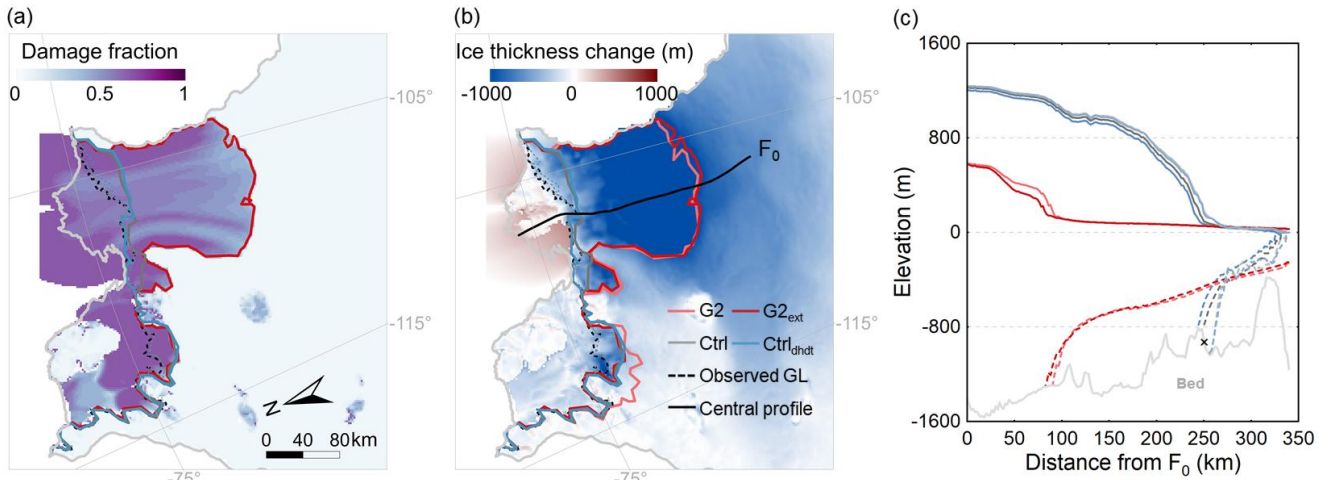 (a)
Damage fraction
0 0.5 1
-105°
-115°
N
0 40 80km
-75°
(b)
Ice thickness change (m)
-1000 0 1000
-105°
F0
G2 G2ext
Ctrl Ctrldhdt
Observed GL
Central profile
-115°
-75°
(c)
1600
800
0
-800
-1600
Elevation (m)
Bed
0 50 100 150 200 250 300 350
Distance from F0 (km)